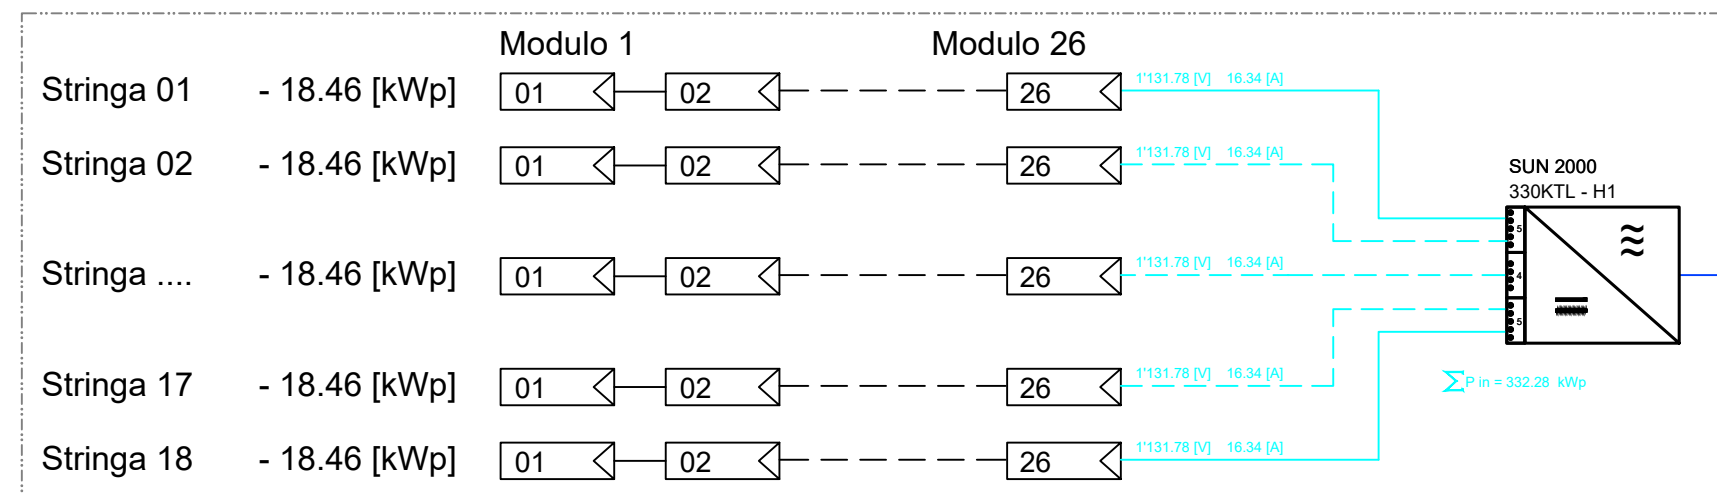 Modulo 1 Modulo 26
Stringa 01 - 18.46 [kWp] 01 02 26 1'131.78 [V] 16.34 [A]
Stringa 02 - 18.46 [kWp] 01 02 26 1'131.78 [V] 16.34 [A]
SUN 2000
330KTL - H1
5
Stringa .... - 18.46 [kWp] 01 02 26 1'131.78 [V] 16.34 [A]
4
5
Stringa 17 - 18.46 [kWp] 01 02 26 1'131.78 [V] 16.34 [A]
∑ P in = 332.28 kWp
Stringa 18 - 18.46 [kWp] 01 02 26 1'131.78 [V] 16.34 [A]